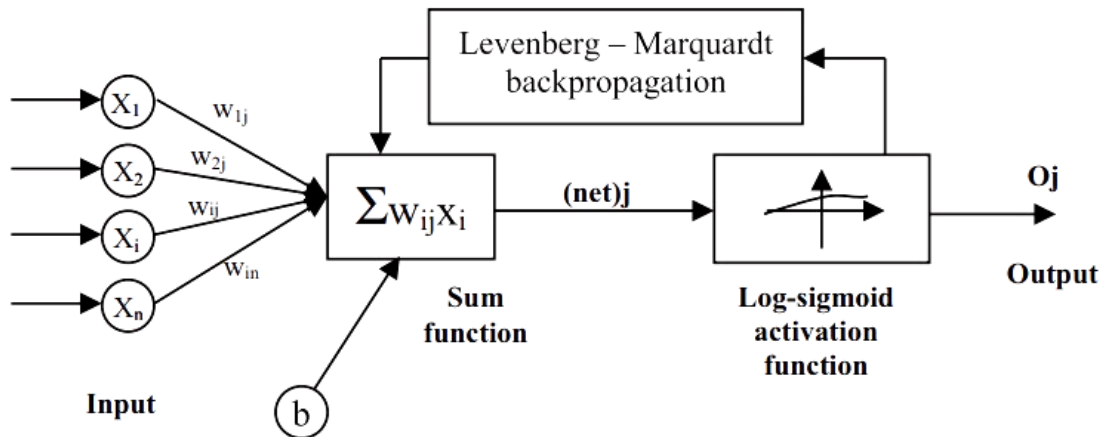 Levenberg – Marquardt
backpropagation
X1
w1j
X2
w2j
Xi
wij
Xn
win
∑wijxi
(net)j
Oj
Output
Sum
function
Log-sigmoid
activation
function
Input
b